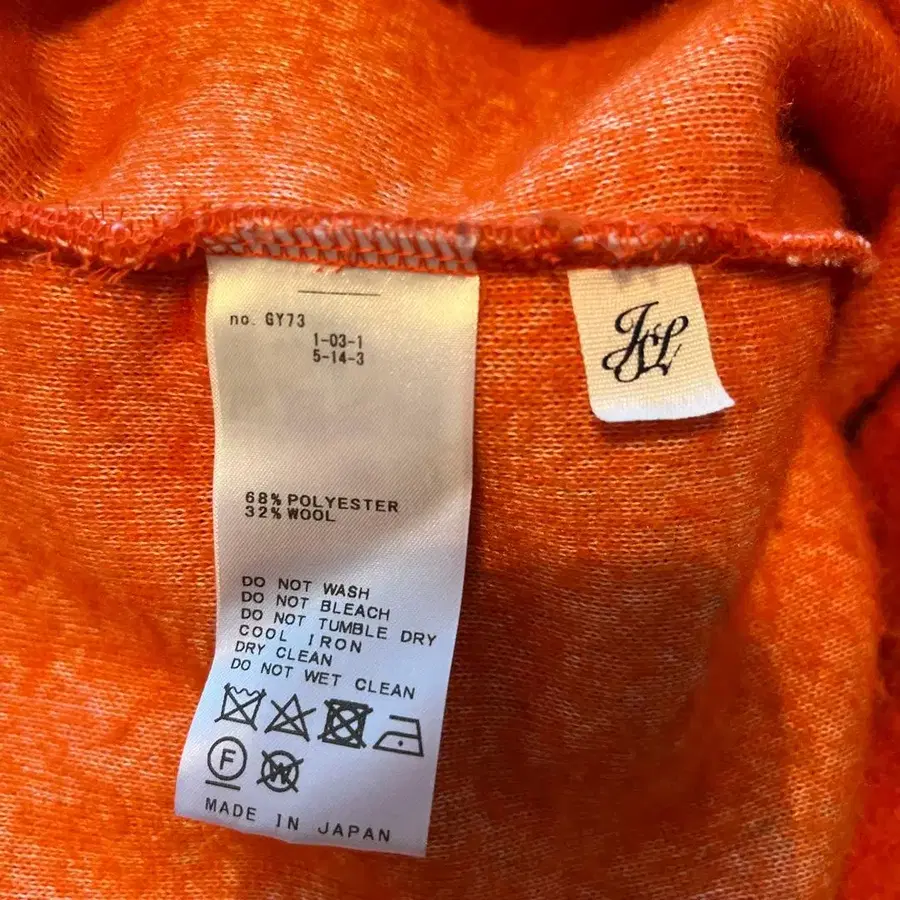 no. GY73
1-03-1
5-14-3
68% POLYESTER
32% WOOL
DO NOT WASH
DO NOT BLEACH
DO NOT TUMBLE DRY
COOL IRON
DRY CLEAN
DO NOT WET CLEAN
F
W
MADE IN JAPAN